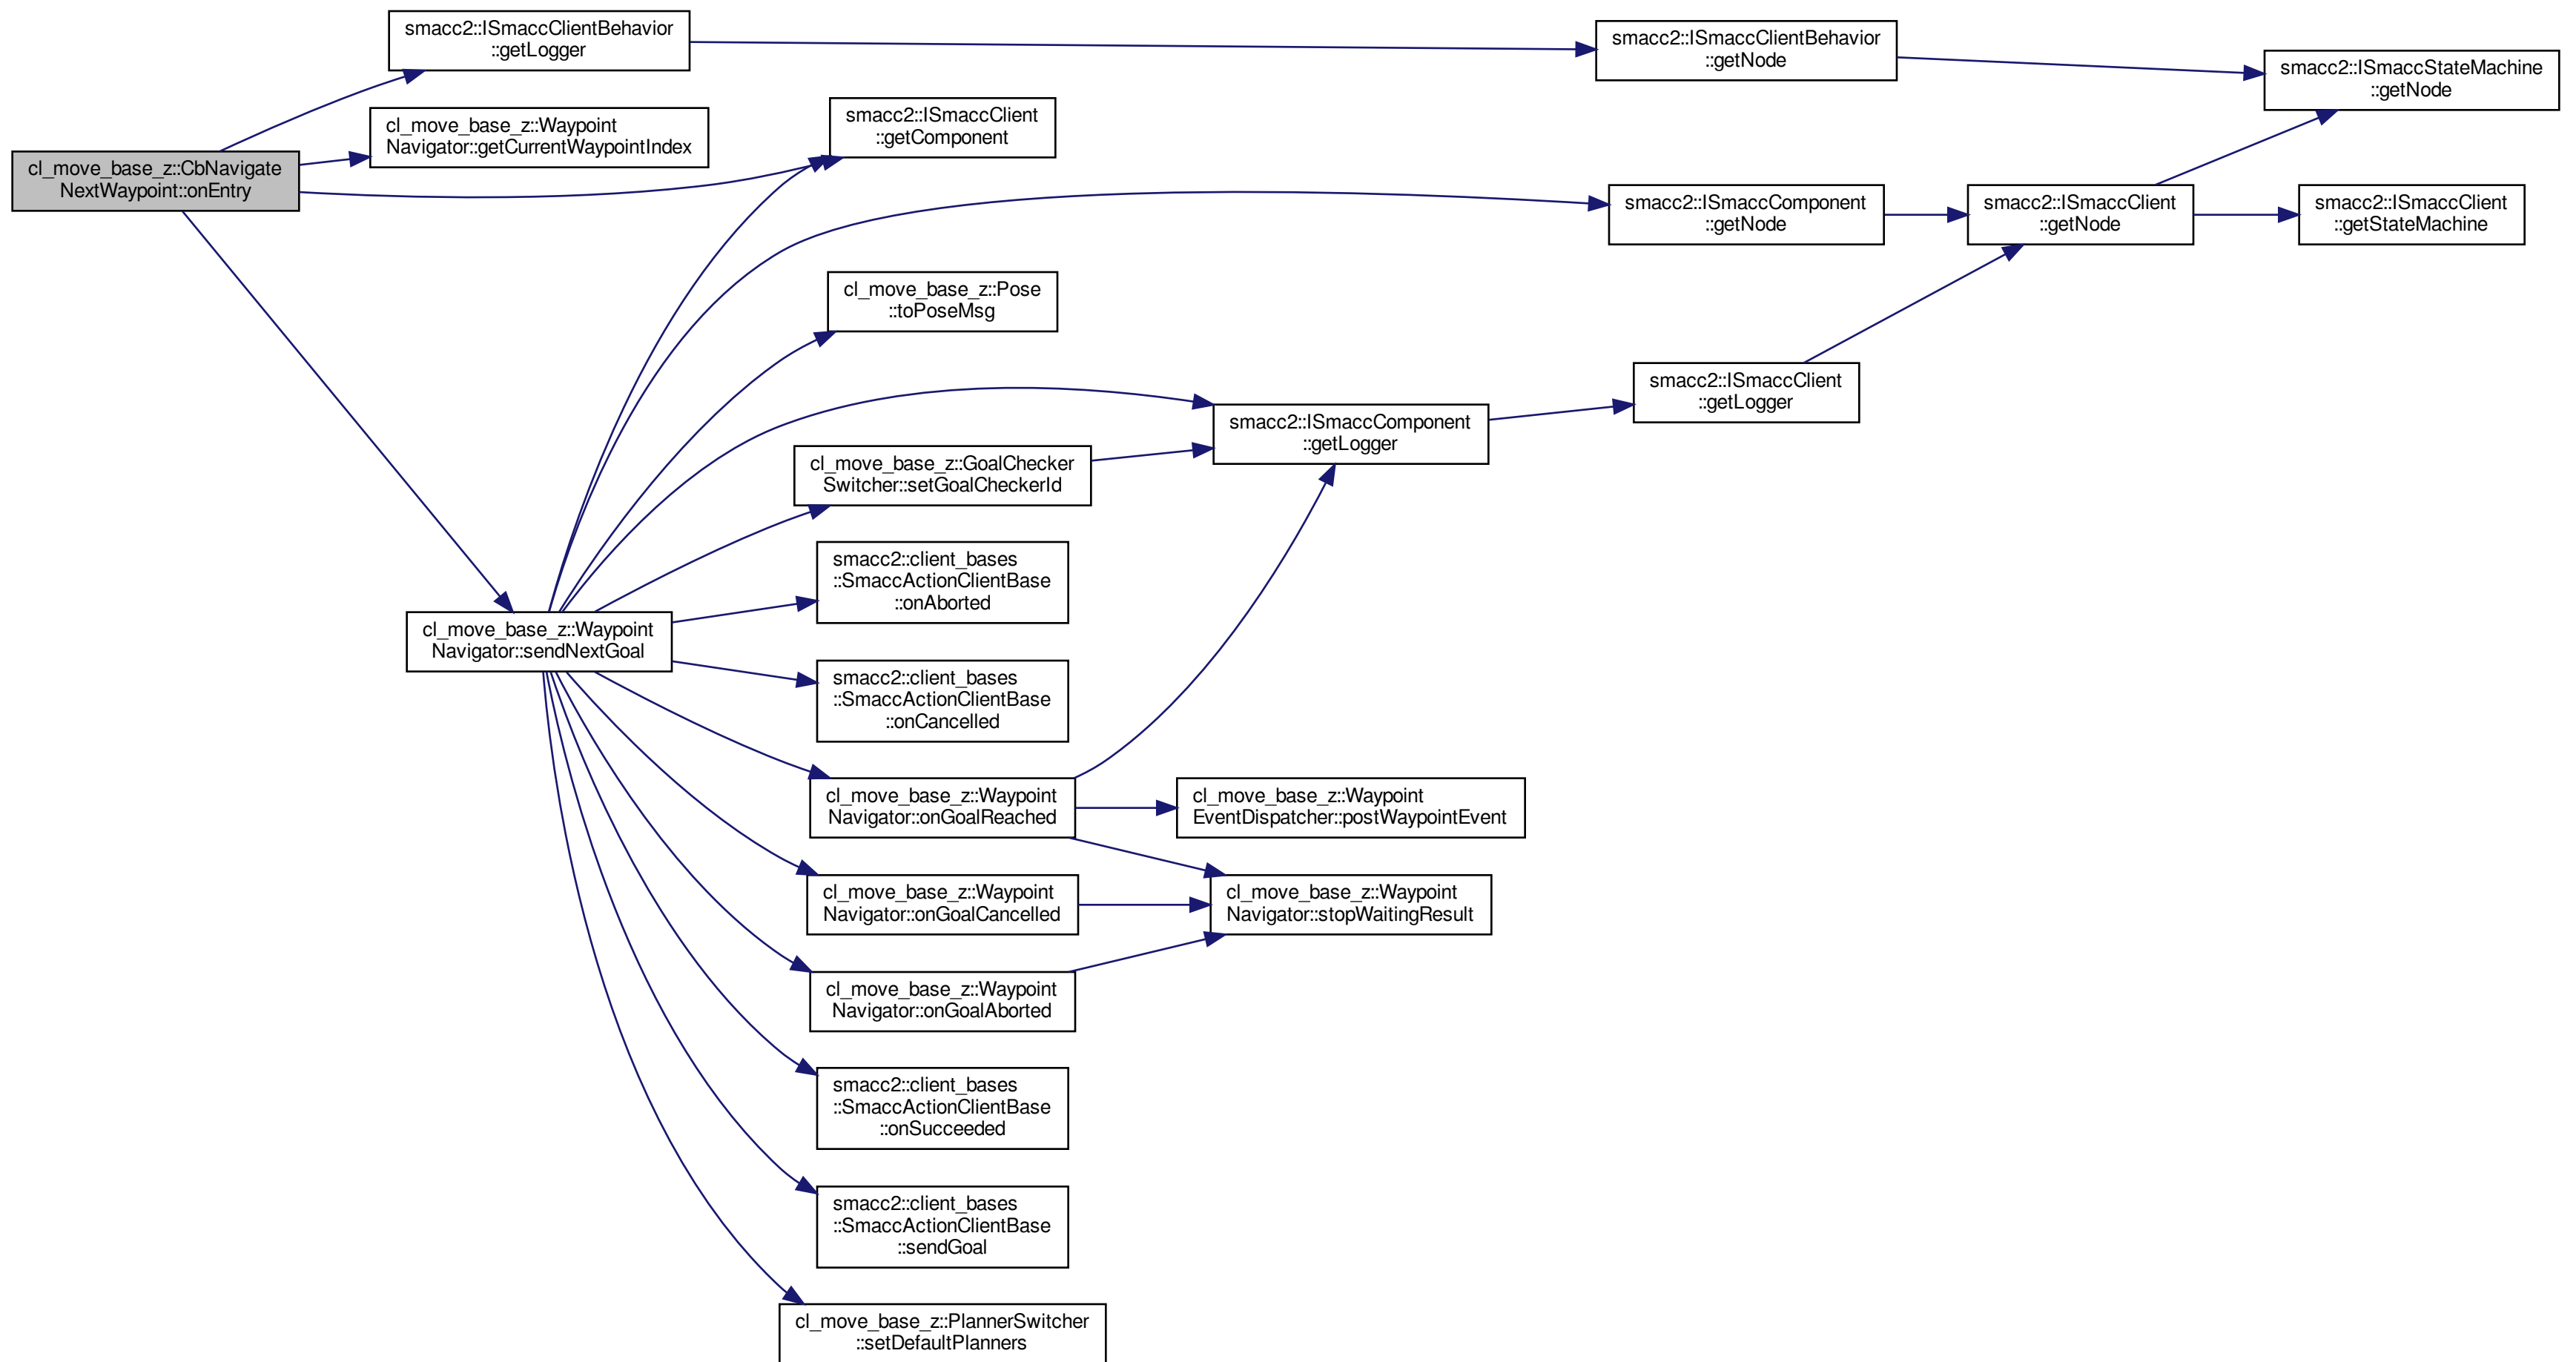 smacc2::ISmaccClientBehavior
::getLogger
smacc2::ISmaccClientBehavior
::getNode
smacc2::ISmaccStateMachine
::getNode
cl_move_base_z::Waypoint
Navigator::getCurrentWaypointIndex
smacc2::ISmaccClient
::getComponent
cl_move_base_z::CbNavigate
NextWaypoint::onEntry
smacc2::ISmaccComponent
::getNode
smacc2::ISmaccClient
::getNode
smacc2::ISmaccClient
::getStateMachine
cl_move_base_z::Pose
::toPoseMsg
smacc2::ISmaccClient
::getLogger
smacc2::ISmaccComponent
::getLogger
cl_move_base_z::GoalChecker
Switcher::setGoalCheckerId
smacc2::client_bases
::SmaccActionClientBase
::onAborted
cl_move_base_z::Waypoint
Navigator::sendNextGoal
smacc2::client_bases
::SmaccActionClientBase
::onCancelled
cl_move_base_z::Waypoint
Navigator::onGoalReached
cl_move_base_z::Waypoint
EventDispatcher::postWaypointEvent
cl_move_base_z::Waypoint
Navigator::onGoalCancelled
cl_move_base_z::Waypoint
Navigator::stopWaitingResult
cl_move_base_z::Waypoint
Navigator::onGoalAborted
smacc2::client_bases
::SmaccActionClientBase
::onSucceeded
smacc2::client_bases
::SmaccActionClientBase
::sendGoal
cl_move_base_z::PlannerSwitcher
::setDefaultPlanners